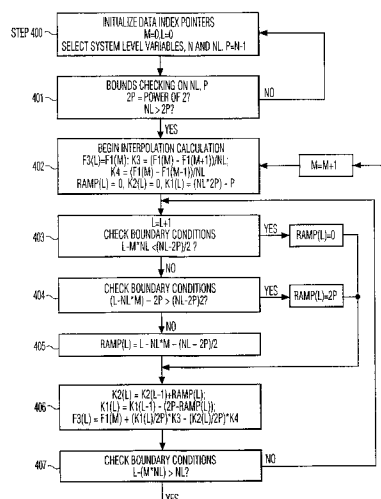 STEP 400
INITIALIZE DATA INDEX POINTERS
M=0,L=0
SELECT SYSTEM LEVEL VARIABLES, N AND NL. P=N-1
401
BOUNDS CHECKING ON NL, P
2P = POWER OF 2?
NL > 2P?
NO
YES
402
BEGIN INTERPOLATION CALCULATION
F3(L)=F1(M): K3 = (F1(M) - F1(M+1))/NL;
K4 = (F1(M) - F1(M-1))/NL
RAMP(L) = 0, K2(L) = 0, K1(L) = (NL*2P) - P
M=M+1
403
L=L+1
CHECK BOUNDARY CONDITIONS
L-M*NL <(NL-2P)/2 ?
YES
RAMP(L)=0
NO
404
CHECK BOUNDARY CONDITIONS
(L-NL*M) - 2P > (NL-2P)2?
YES
RAMP(L)=2P
NO
405
RAMP(L) = L - NL*M - (NL - 2P)/2
406
K2(L) = K2(L-1)+RAMP(L);
K1(L) = K1(L-1) - (2P-RAMP(L));
F3(L) = F1(M) + (K1(L)/2P)*K3 - (K2(L)/2P)*K4
407
CHECK BOUNDARY CONDITIONS
L-(M*NL) > NL?
NO
YES